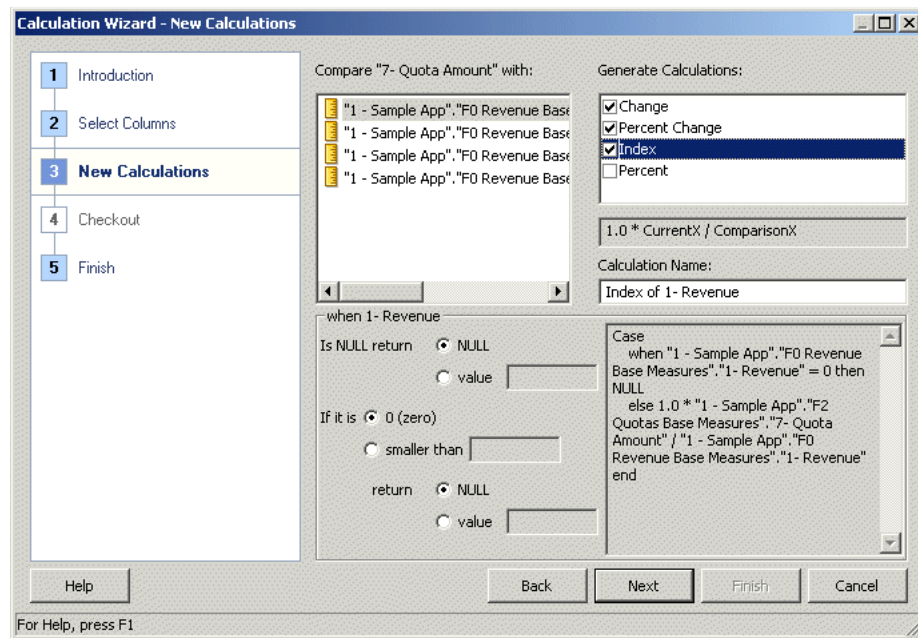 Calculation Wizard - New Calculations
1 Introduction
2 Select Columns
3 New Calculations
4 Checkout
5 Finish
Compare "7- Quota Amount" with:
"1 - Sample App"."F0 Revenue Base
"1 - Sample App"."F0 Revenue Base
"1 - Sample App"."F0 Revenue Base
"1 - Sample App"."F0 Revenue Base
Generate Calculations:
Change
Percent Change
Index
Percent
1.0 * CurrentX / ComparisonX
Calculation Name:
Index of 1- Revenue
when 1- Revenue
Is NULL return NULL
value
If it is 0 (zero)
smaller than
return NULL
value
Case
when "1 - Sample App"."F0 Revenue
Base Measures"."1- Revenue" = 0 then
NULL
else 1.0 * "1 - Sample App"."F2
Quotas Base Measures"."7- Quota
Amount" / "1 - Sample App"."F0
Revenue Base Measures"."1- Revenue"
end
Help
Back
Next
Finish
Cancel
For Help, press F1